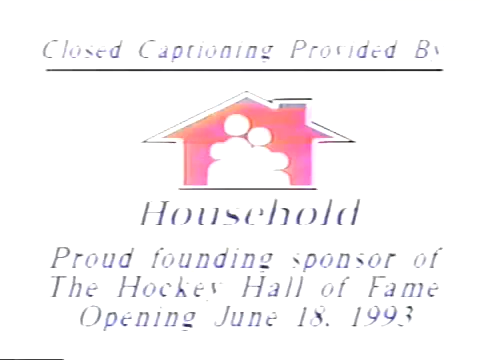 Closed Captioning Provided By
Household
Proud founding sponsor of
The Hockey Hall of Fame
Opening June 18, 1993